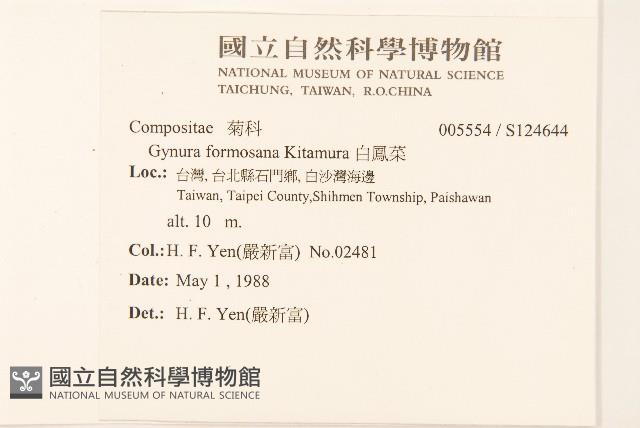 國立自然科學博物館
NATIONAL MUSEUM OF NATURAL SCIENCE
TAICHUNG, TAIWAN, R.O.CHINA
Compositae 菊科 005554 / S124644
Gynura formosana Kitamura 白鳳菜
Loc.: 台灣, 台北縣石門鄉, 白沙灣海邊
Taiwan, Taipei County,Shihmen Township, Paishawan
alt. 10 m.
Col.: H. F. Yen(嚴新富) No.02481
Date: May 1 , 1988
Det.: H. F. Yen(嚴新富)
國立自然科學博物館
NATIONAL MUSEUM OF NATURAL SCIENCE